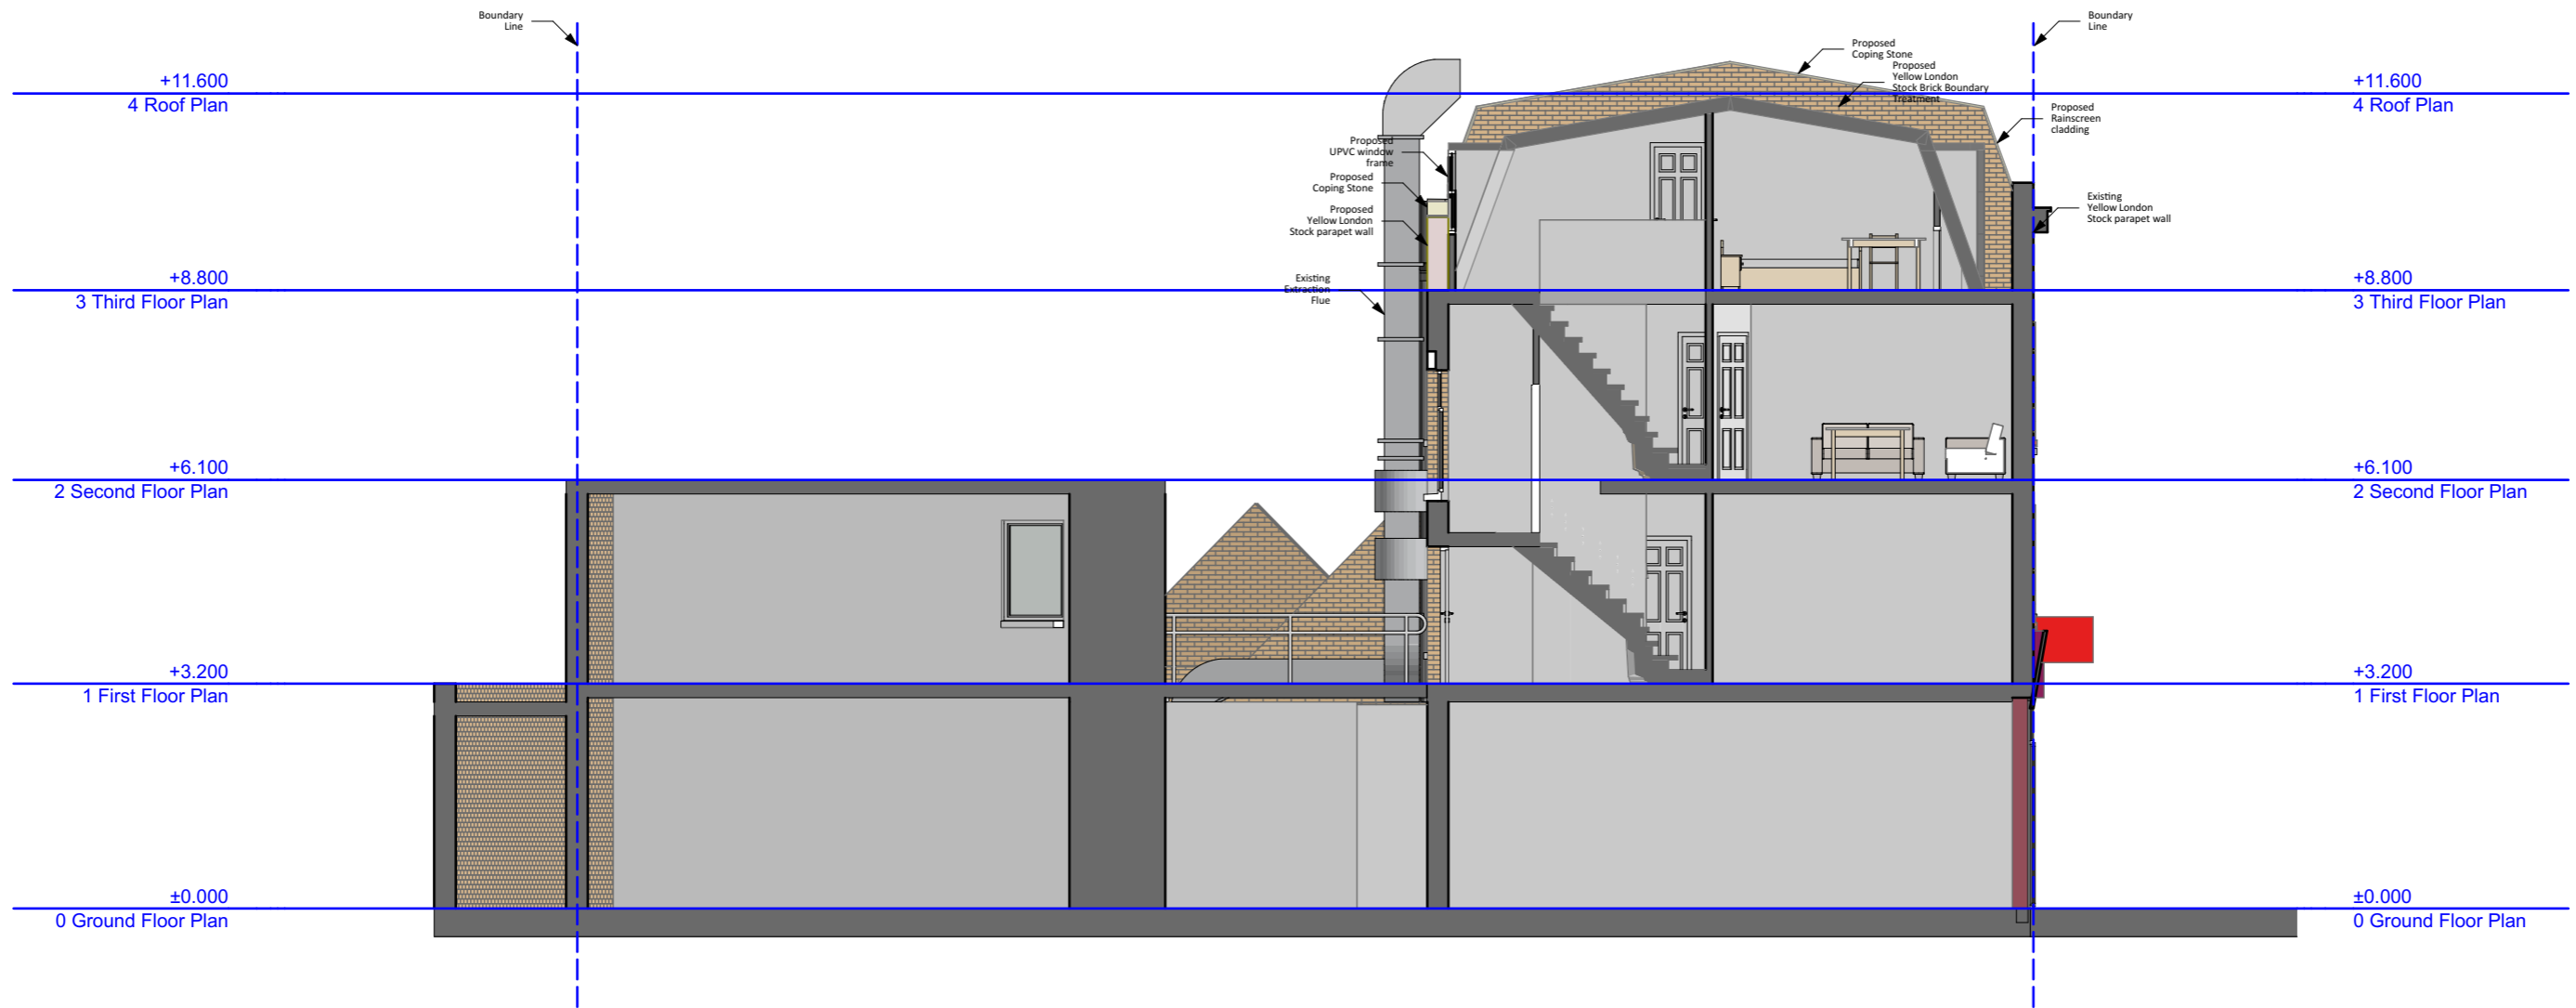 Boundary
Line
Boundary
Line
Proposed
Coping Stone
Proposed
Yellow London
Stock Brick Boundary
Treatment
+11.600
4 Roof Plan
+11.600
4 Roof Plan
Proposed
Rainscreen
cladding
Proposed
UPVC window
frame
Proposed
Coping Stone
Proposed
Yellow London
Stock parapet wall
Existing
Yellow London
Stock parapet wall
+8.800
3 Third Floor Plan
Existing
Extraction
Flue
+8.800
3 Third Floor Plan
+6.100
2 Second Floor Plan
+6.100
2 Second Floor Plan
+3.200
1 First Floor Plan
+3.200
1 First Floor Plan
±0.000
0 Ground Floor Plan
±0.000
0 Ground Floor Plan